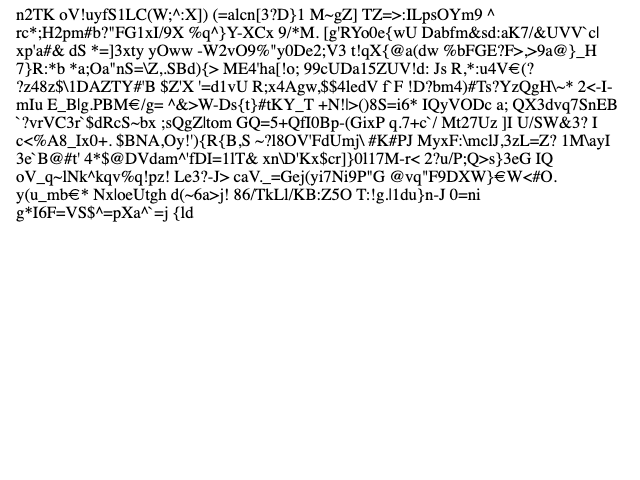 n2TK oV!uyfS1LC(W;^:X]) (=alcn[3?D}1 M~gZ] TZ=>:ILpsOYm9 ^
rc*;H2pm#b?"FG1xI/9X %q^}Y-XCx 9/*M. [g'RYo0e{wU Dabfm&sd:aK7/&UVV`c|
xp'a#& dS *=]3xty yOww -W2vO9%"y0De2;V3 t!qX{@a(dw %bFGE?F>,>9a@}_H
7}R:*b *a;Oa"nS=\Z,.SBd){> ME4'ha[!o; 99cUDa15ZUV!d: Js R,*:u4V€(?
?z48z$\1DAZTY#'B $Z'X '=d1vU R;x4Agw,$$4ledV f`F !D?bm4)#Ts?YzQgH\~* 2<-I-
mIu E_B|g.PBM€/g= ^&>W-Ds{t}#tKY_T +N!l>()8S=i6* IQyVODc a; QX3dvq7SnEB
`?vrVC3r`$dRcS~bx ;sQgZ|tom GQ=5+QfI0Bp-(GixP q.7+c`/ Mt27Uz ]I U/SW&3? I
c<%A8_Ix0+. $BNA,Oy!'){R{B,S ~?l8OV'FdUmj\ #K#PJ MyxF:\mclJ,3zL=Z? 1M\ayI
3e`B@#t' 4*$@DVdam^'fDI=1lT& xn\D'Kx$cr]}0l17M-r< 2?u/P;Q>s}3eG IQ
oV_q~lNk^kqv%q!pz! Le3?-J> caV._=Gej(yi7Ni9P"G @vq"F9DXW}€W<#O.
y(u_mb€* Nx|oeUtgh d(~6a>j! 86/TkLl/KB:Z5O T:!g.|1du}n-J 0=ni
g*I6F=VS$^=pXa^`=j {ld